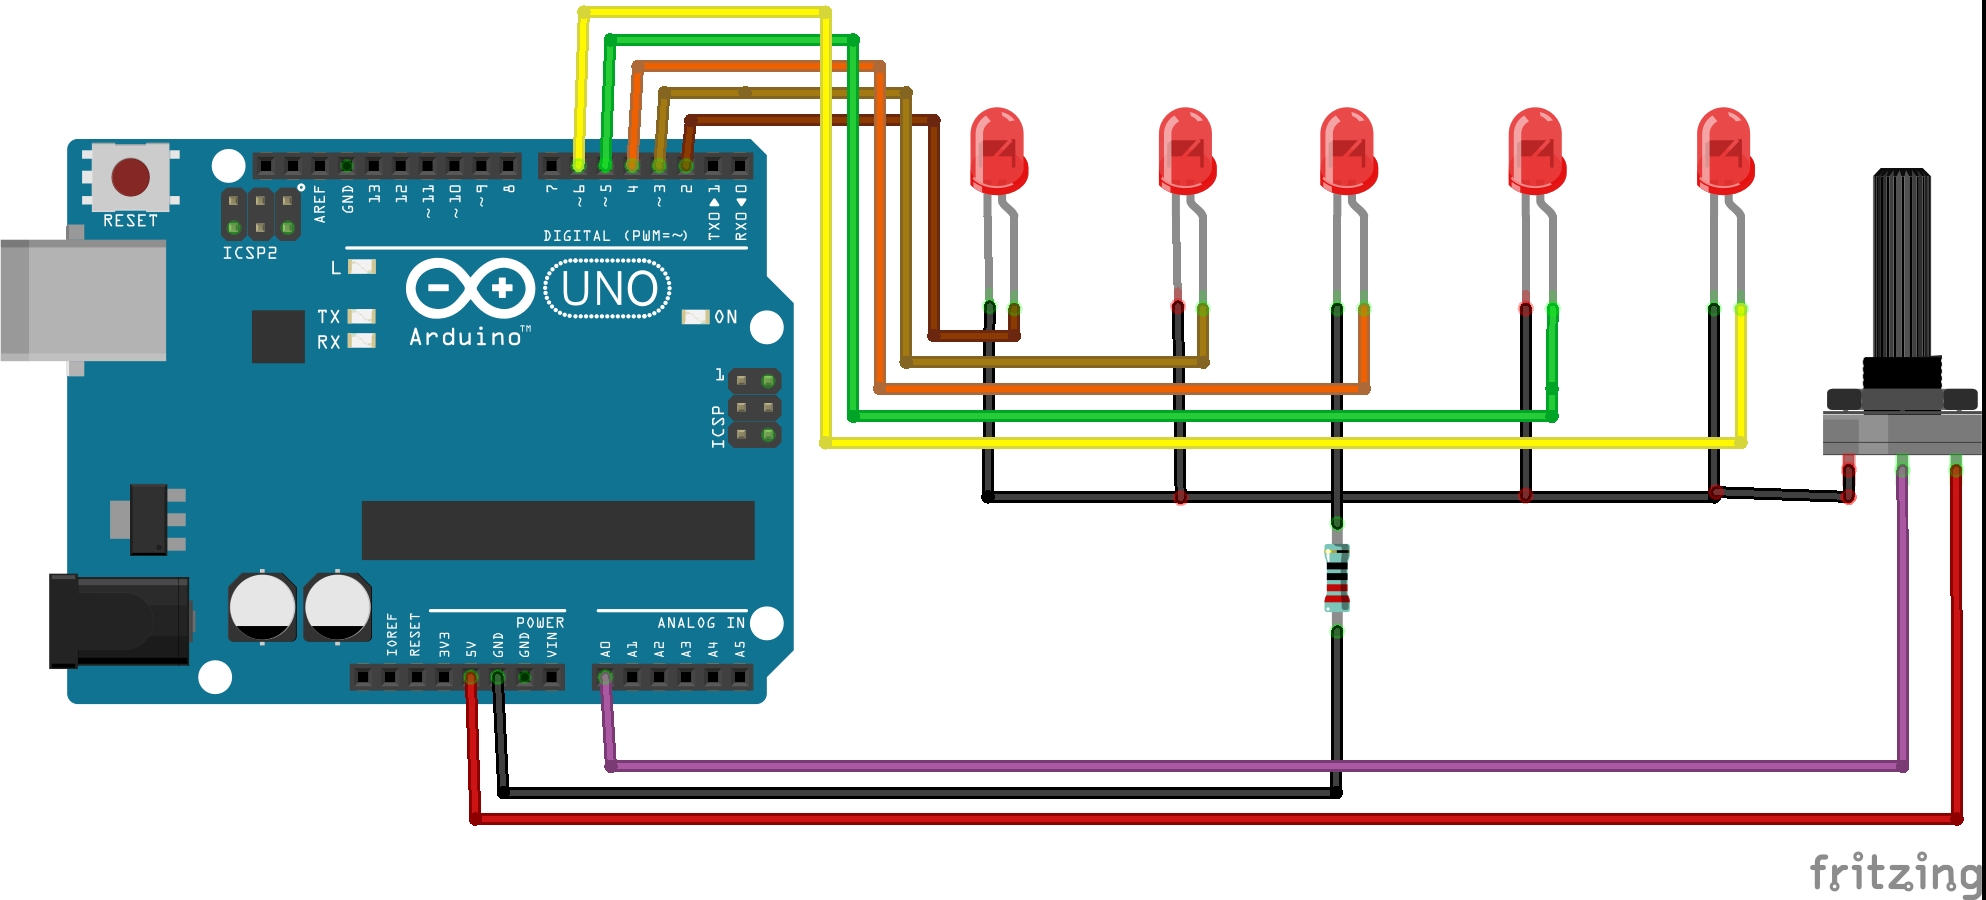 RESET
ICSP2
AREF
GND
13
12
~11
~10
~9
8
7
~6
~5
4
~3
2
TX0▶1
RX0◀0
DIGITAL (PWM=~)
L
TX
RX
UNO
Arduino™
ON
1
ICSP
IOREF
RESET
3V3
5V
GND
GND
VIN
POWER
ANALOG IN
A0
A1
A2
A3
A4
A5
fritzing